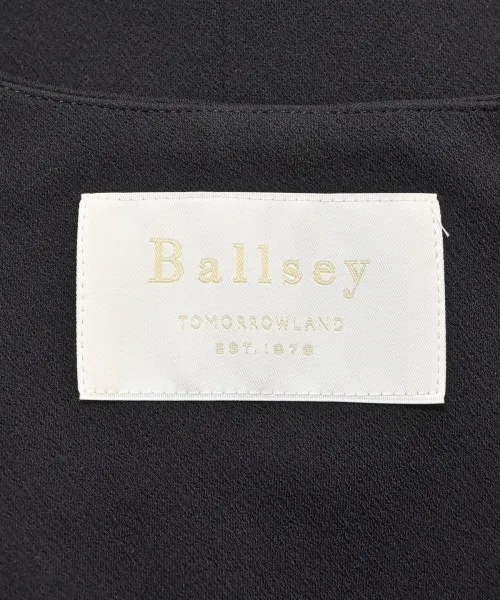 Ballsey
TOMORROWLAND
EST. 1978